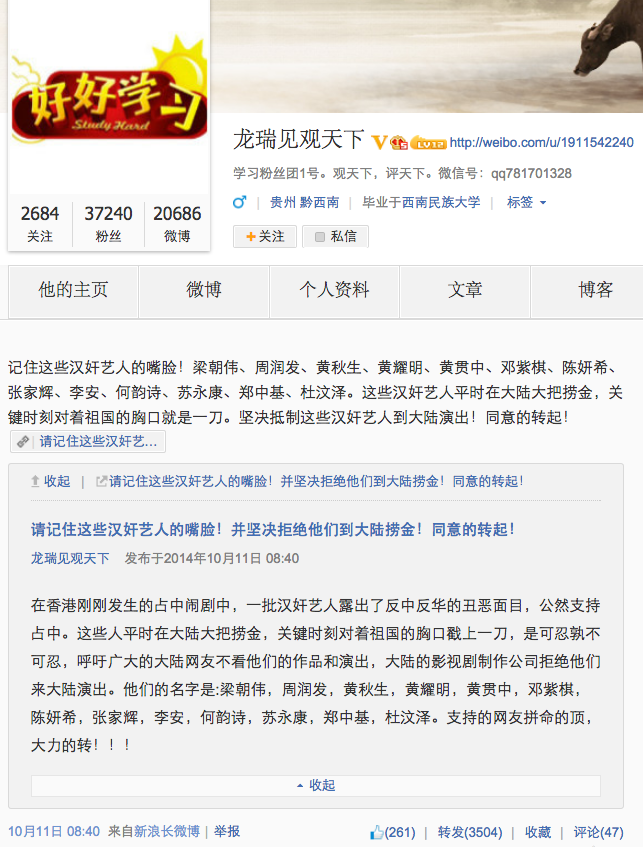 好好学习
Study Hard
龙瑞见观天下 V LV12 http://weibo.com/u/1911542240
学习粉丝团1号。观天下，评天下。微信号：qq781701328
2684 37240 20686
关注 粉丝 微博
♂ | 贵州 黔西南 | 毕业于西南民族大学 | 标签
+关注 私信
他的主页 微博 个人资料 文章 博客
记住这些汉奸艺人的嘴脸！梁朝伟、周润发、黄秋生、黄耀明、黄贯中、邓紫棋、陈妍希、
张家辉、李安、何韵诗、苏永康、郑中基、杜汶泽。这些汉奸艺人平时在大陆大把捞金，关
键时刻对着祖国的胸口就是一刀。坚决抵制这些汉奸艺人到大陆演出！同意的转起！
请记住这些汉奸艺...
收起 | 请记住这些汉奸艺人的嘴脸！并坚决拒绝他们到大陆捞金！同意的转起！
请记住这些汉奸艺人的嘴脸！并坚决拒绝他们到大陆捞金！同意的转起！
龙瑞见观天下 发布于2014年10月11日 08:40
在香港刚刚发生的占中闹剧中，一批汉奸艺人露出了反中反华的丑恶面目，公然支持
占中。这些人平时在大陆大把捞金，关键时刻对着祖国的胸口戳上一刀，是可忍孰不
可忍，呼吁广大的大陆网友不看他们的作品和演出，大陆的影视剧制作公司拒绝他们
来大陆演出。他们的名字是:梁朝伟，周润发，黄秋生，黄耀明，黄贯中，邓紫棋，
陈妍希，张家辉，李安，何韵诗，苏永康，郑中基，杜汶泽。支持的网友拼命的顶，
大力的转！！！
收起
10月11日 08:40 来自新浪长微博 | 举报 (261) | 转发(3504) | 收藏 | 评论(47)